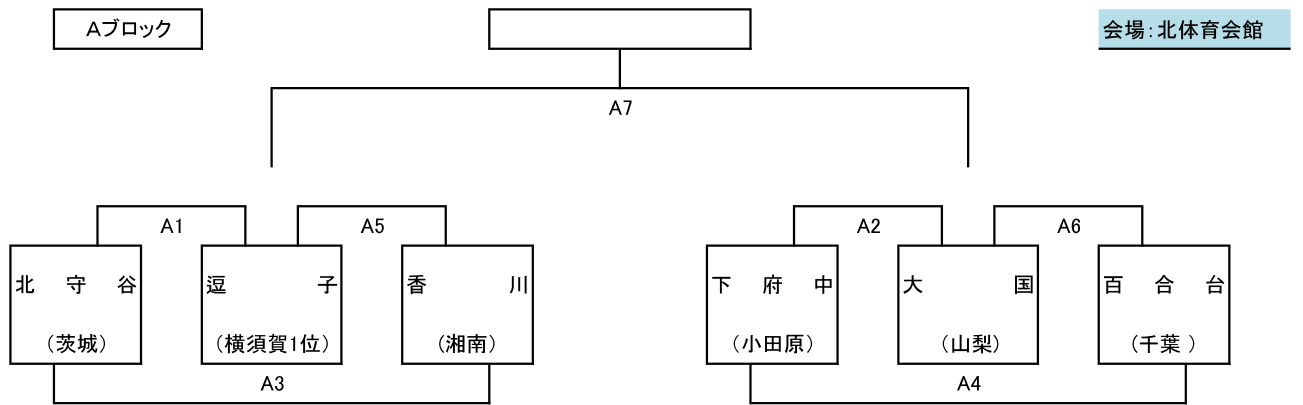 Aブロック
会場：北体育会館
A7
A1 A5 A2 A6
北守谷 逗子 香川 下府中 大国 百合台
（茨城） （横須賀1位） （湘南） （小田原） （山梨） （千葉 ）
A3 A4